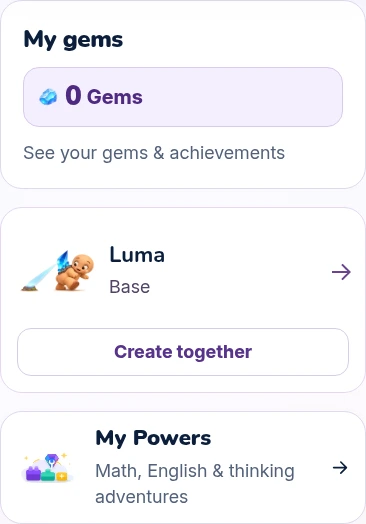 My gems
0 Gems
See your gems & achievements
Luma
Base
Create together
My Powers
Math, English & thinking
adventures